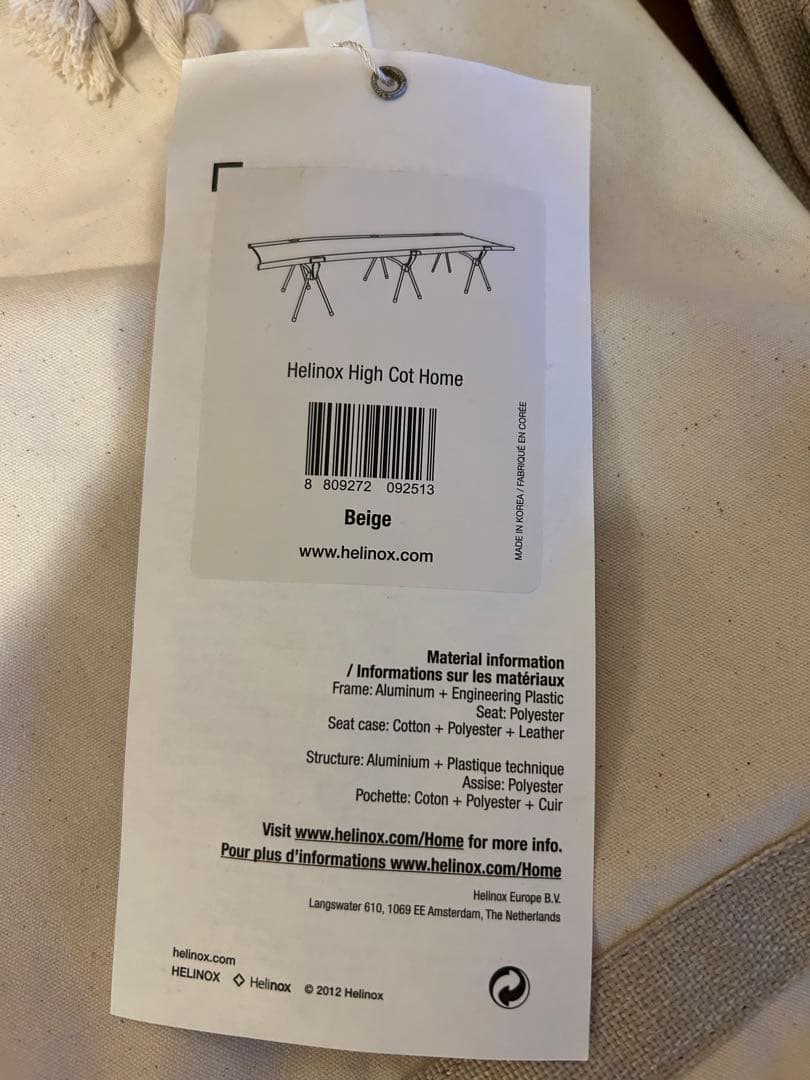 Helinox High Cot Home
8 809272 092513
Beige
www.helinox.com
MADE IN KOREA / FABRIQUÉ EN CORÉE
Material information
/ Informations sur les matériaux
Frame: Aluminum + Engineering Plastic
Seat: Polyester
Seat case: Cotton + Polyester + Leather
Structure: Aluminium + Plastique technique
Assise: Polyester
Pochette: Coton + Polyester + Cuir
Visit www.helinox.com/Home for more info.
Pour plus d'informations www.helinox.com/Home
Helinox Europe B.V.
Langswater 610, 1069 EE Amsterdam, The Netherlands
helinox.com
HELINOX Helinox © 2012 Helinox